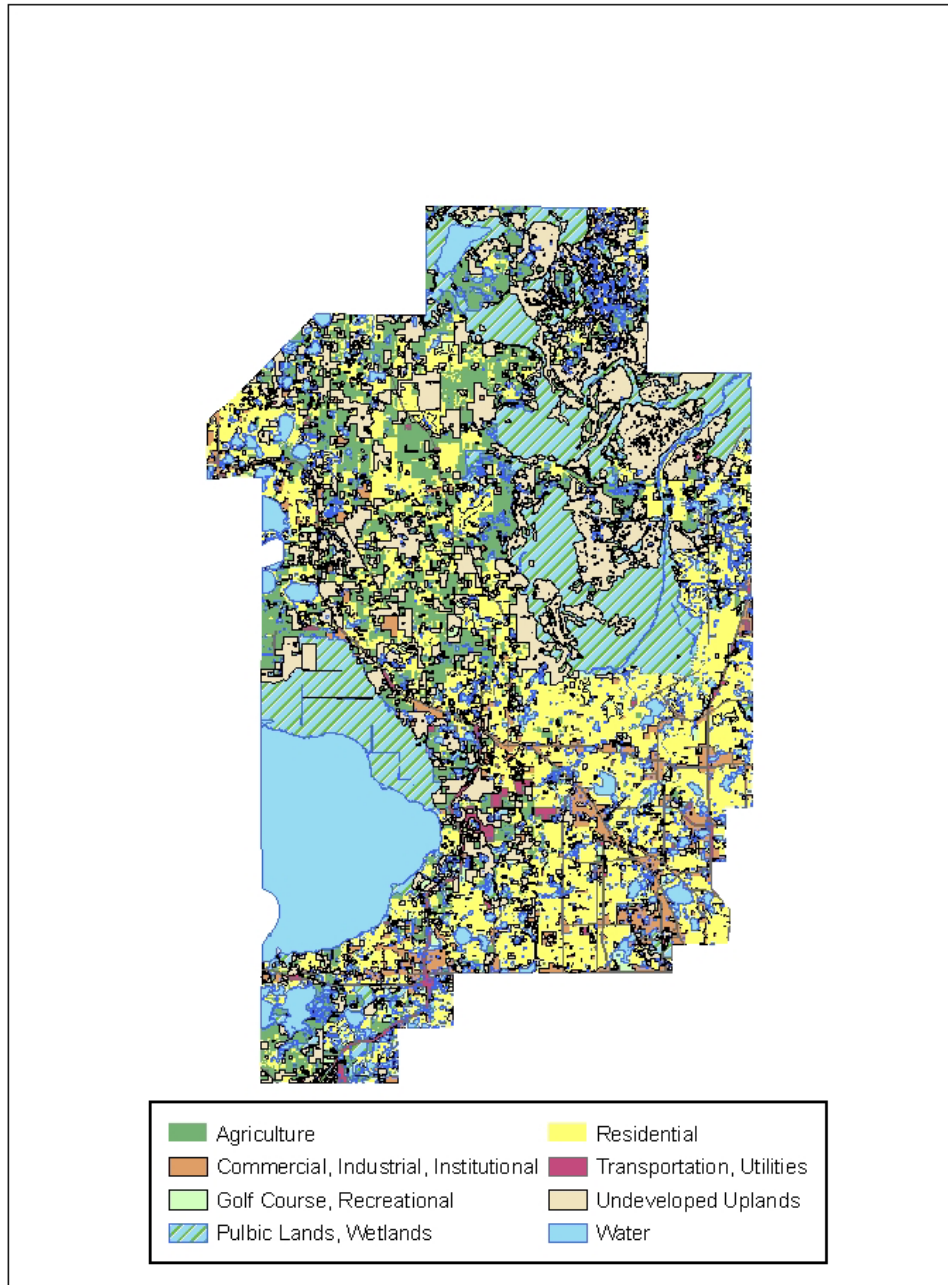 Agriculture
Residential
Commercial, Industrial, Institutional
Transportation, Utilities
Golf Course, Recreational
Undeveloped Uplands
Pulbic Lands, Wetlands
Water